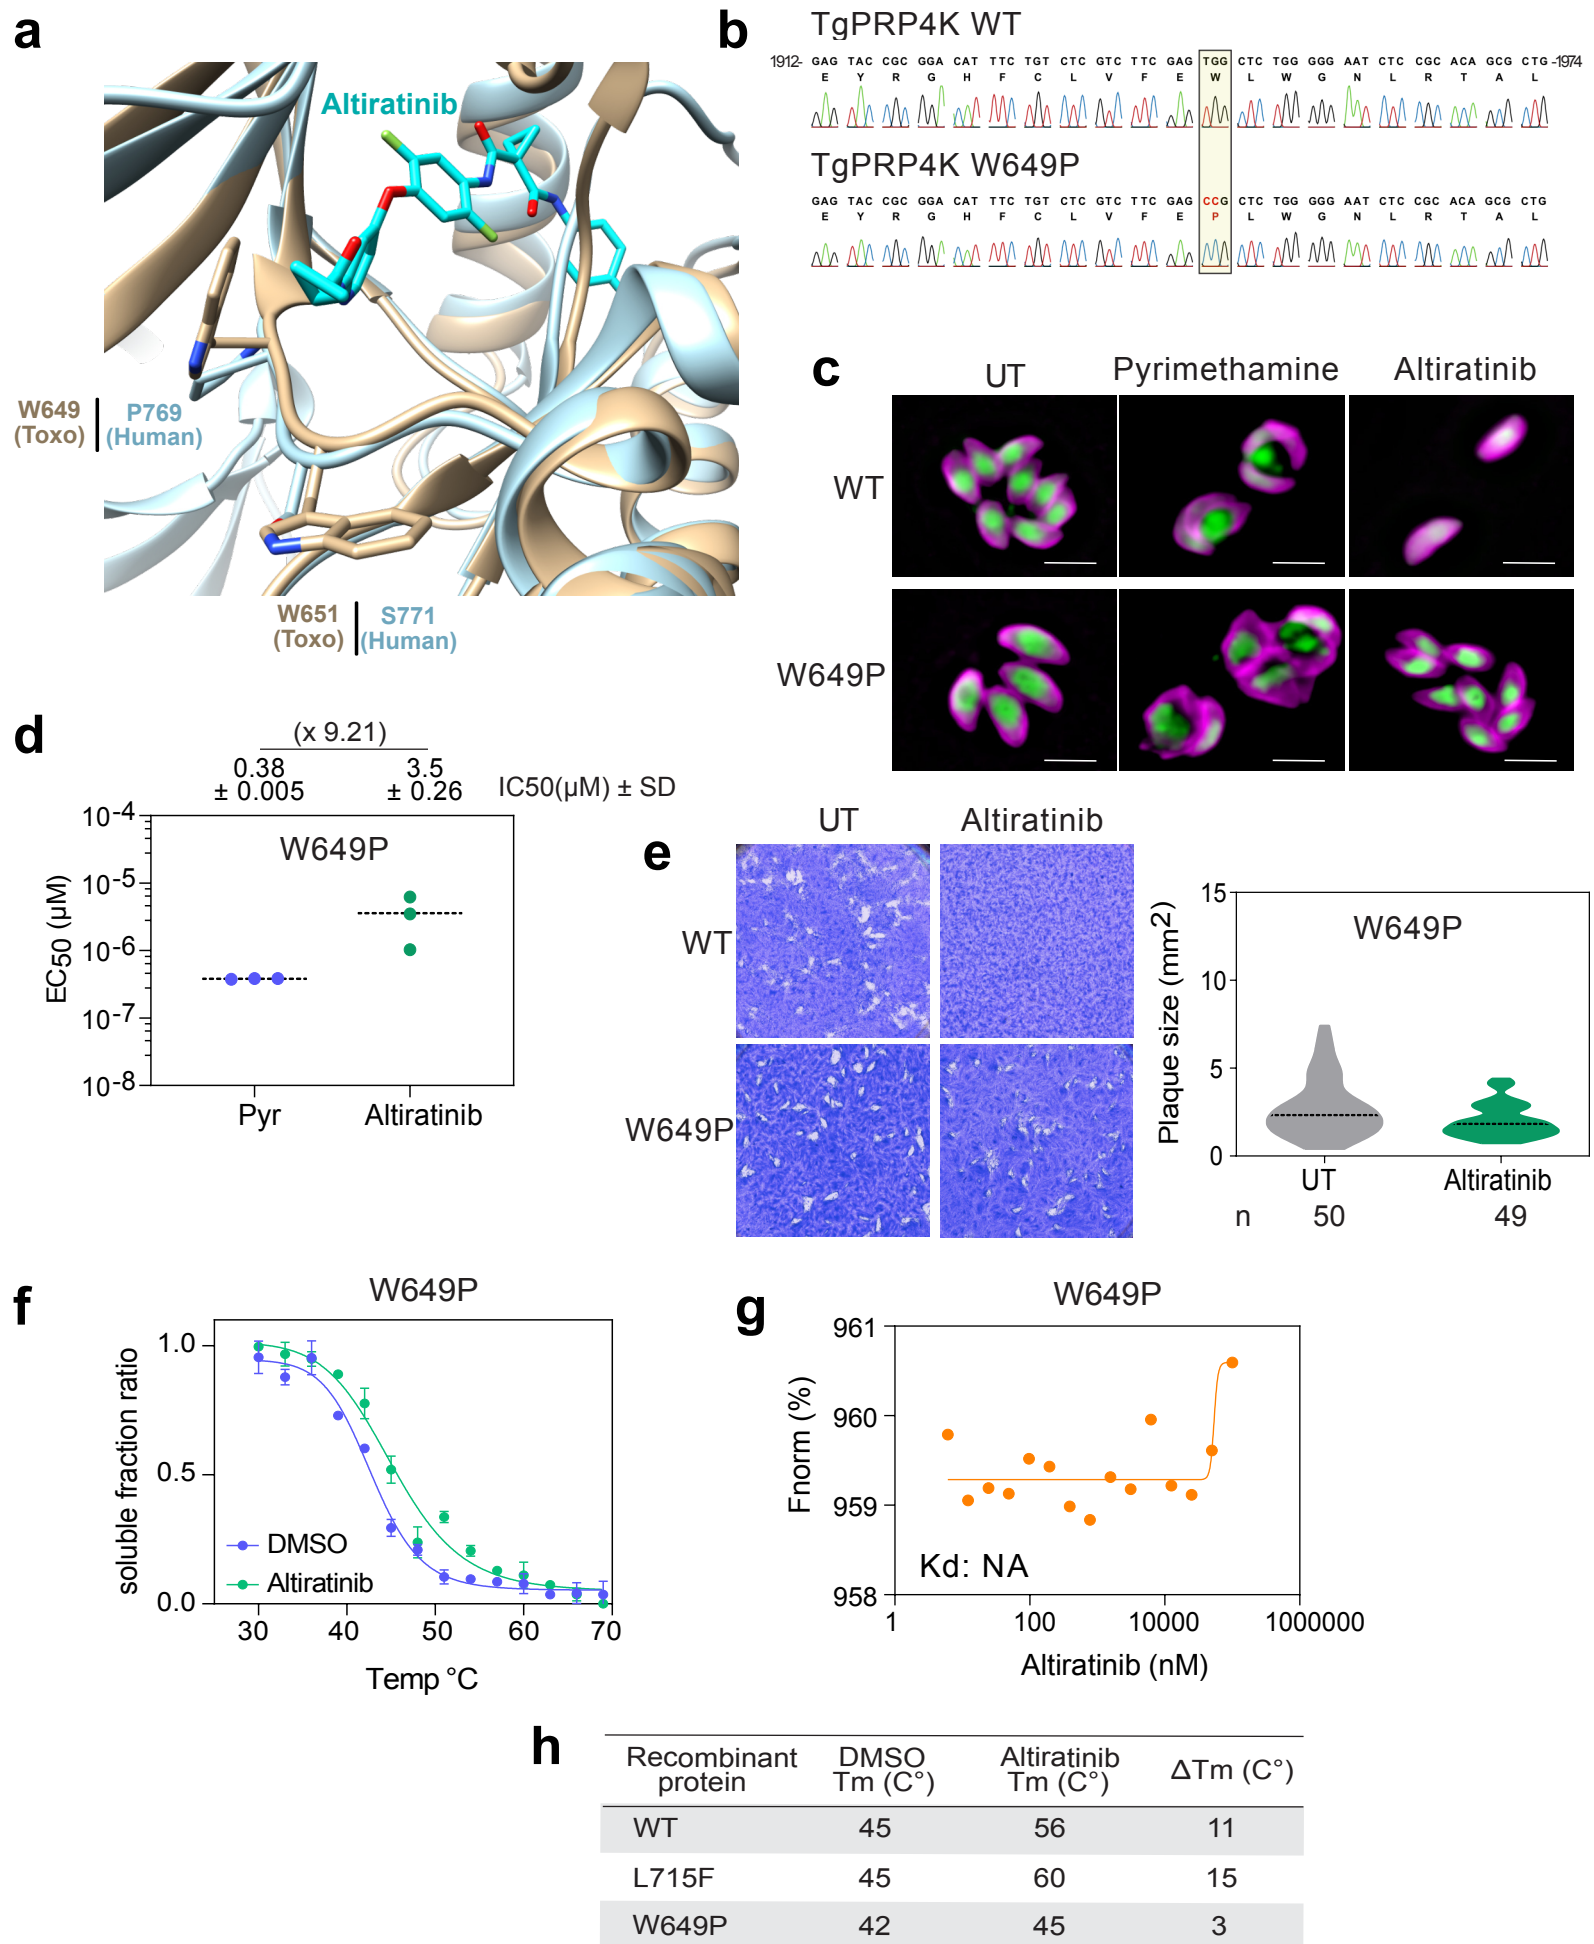 a
Altiratinib
W649 (Toxo) | P769 (Human)
W651 (Toxo) | S771 (Human)
b
TgPRP4K WT
1912- GAG TAC CGC GGA CAT TTC TGT CTC GTC TTC GAG TGG CTC TGG GGG AAT CTC CGC ACA GCG CTG -1974
E Y R G H F C L V F E W L W G N L R T A L
TgPRP4K W649P
GAG TAC CGC GGA CAT TTC TGT CTC GTC TTC GAG CCG CTC TGG GGG AAT CTC CGC ACA GCG CTG
E Y R G H F C L V F E P L W G N L R T A L
c
UT Pyrimethamine Altiratinib
WT
W649P
d
(x 9.21)
0.38 ± 0.005 3.5 ± 0.26 IC50(µM) ± SD
W649P
EC50 (µM)
10-4
10-5
10-6
10-7
10-8
Pyr Altiratinib
e
UT Altiratinib
WT
W649P
W649P
Plaque size (mm2)
15
10
5
0
UT Altiratinib
n 50 49
f
W649P
soluble fraction ratio
1.0
0.5
0.0
DMSO
Altiratinib
30 40 50 60 70
Temp °C
g
W649P
Fnorm (%)
961
960
959
958
Kd: NA
1 100 10000 1000000
Altiratinib (nM)
h
Recombinant protein DMSO Tm (C°) Altiratinib Tm (C°) ΔTm (C°)
WT 45 56 11
L715F 45 60 15
W649P 42 45 3